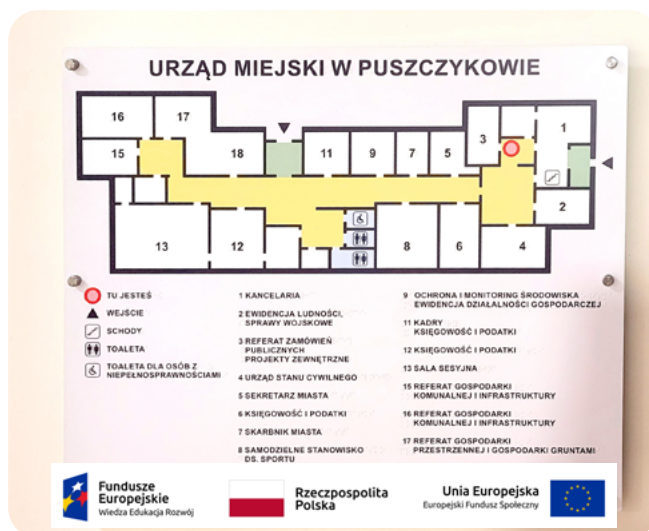 URZĄD MIEJSKI W PUSZCZYKOWIE
16
17
15
18
11
9
7
5
3
1
2
13
12
8
6
4
TU JESTEŚ
WEJŚCIE
SCHODY
TOALETA
TOALETA DLA OSÓB Z
NIEPEŁNOSPRAWNOŚCIAMI
1 KANCELARIA
2 EWIDENCJA LUDNOŚCI,
SPRAWY WOJSKOWE
3 REFERAT ZAMÓWIEŃ
PUBLICZNYCH
PROJEKTY ZEWNĘTRZNE
4 URZĄD STANU CYWILNEGO
5 SEKRETARZ MIASTA
6 KSIĘGOWOŚĆ I PODATKI
7 SKARBNIK MIASTA
8 SAMODZIELNE STANOWISKO
DS. SPORTU
9 OCHRONA I MONITORING ŚRODOWISKA
EWIDENCJA DZIAŁALNOŚCI GOSPODARCZEJ
11 KADRY
KSIĘGOWOŚĆ I PODATKI
12 KSIĘGOWOŚĆ I PODATKI
13 SALA SESYJNA
15 REFERAT GOSPODARKI
KOMUNALNEJ I INFRASTRUKTURY
16 REFERAT GOSPODARKI
KOMUNALNEJ I INFRASTRUKTURY
17 REFERAT GOSPODARKI
PRZESTRZENNEJ I GOSPODARKI GRUNTAMI
Fundusze
Europejskie
Wiedza Edukacja Rozwój
Rzeczpospolita
Polska
Unia Europejska
Europejski Fundusz Społeczny